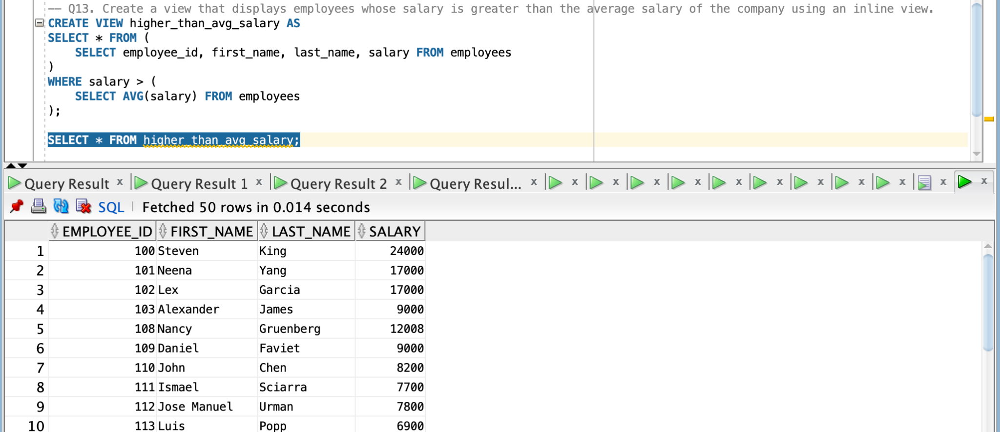 -- Q13. Create a view that displays employees whose salary is greater than the average salary of the company using an inline view.
CREATE VIEW higher_than_avg_salary AS
SELECT * FROM (
    SELECT employee_id, first_name, last_name, salary FROM employees
)
WHERE salary > (
    SELECT AVG(salary) FROM employees
);
SELECT * FROM higher_than_avg_salary;
Query Result x Query Result 1 x Query Result 2 x Query Resul... x x x x x x x x x x x x
SQL | Fetched 50 rows in 0.014 seconds
EMPLOYEE_ID FIRST_NAME LAST_NAME SALARY
1 100 Steven King 24000
2 101 Neena Yang 17000
3 102 Lex Garcia 17000
4 103 Alexander James 9000
5 108 Nancy Gruenberg 12008
6 109 Daniel Faviet 9000
7 110 John Chen 8200
8 111 Ismael Sciarra 7700
9 112 Jose Manuel Urman 7800
10 113 Luis Popp 6900